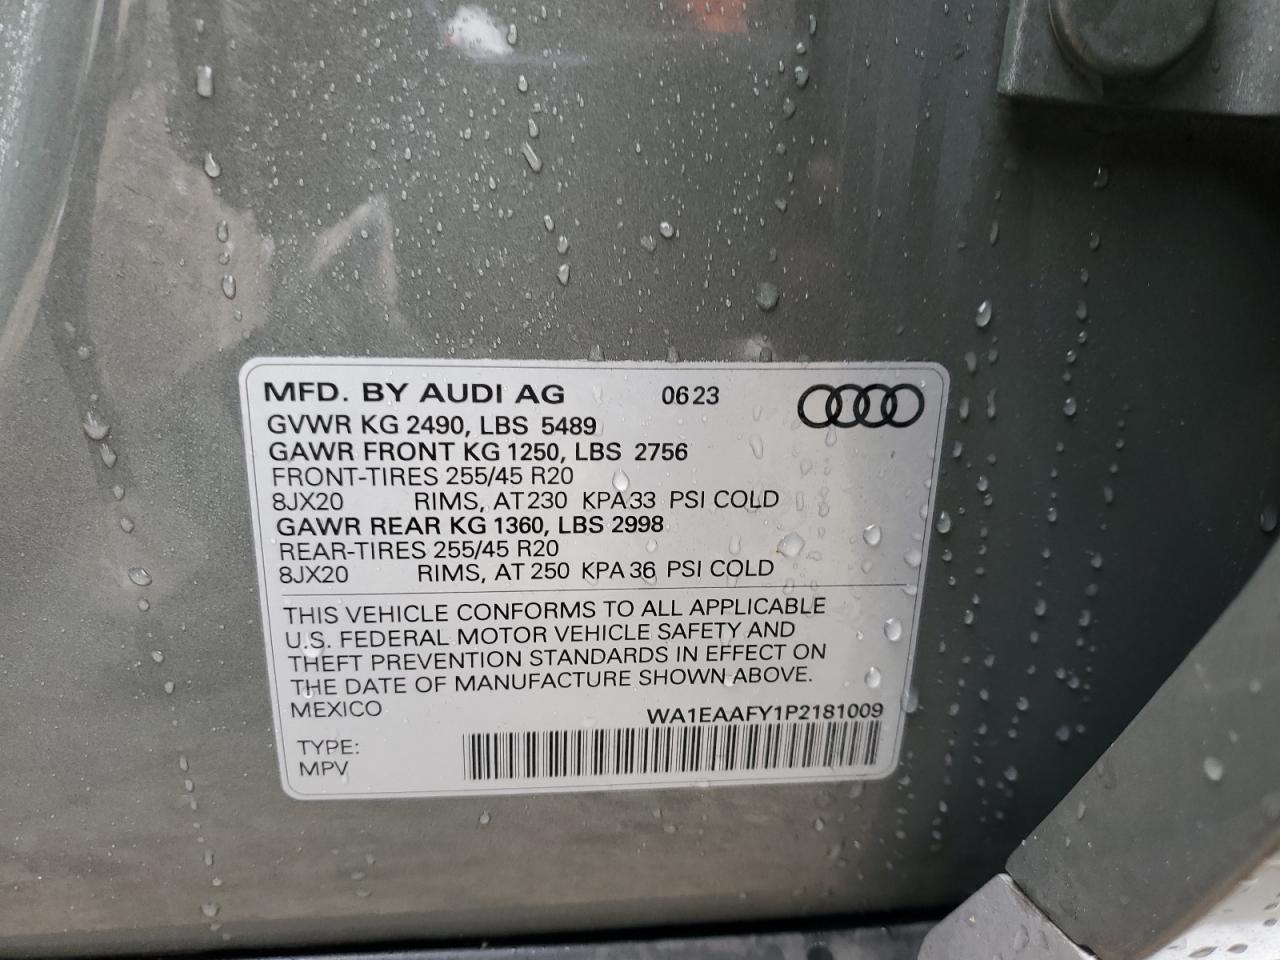 MFD. BY AUDI AG 0623
GVWR KG 2490, LBS 5489
GAWR FRONT KG 1250, LBS 2756
FRONT-TIRES 255/45 R20
8JX20 RIMS, AT 230 KPA 33 PSI COLD
GAWR REAR KG 1360, LBS 2998
REAR-TIRES 255/45 R20
8JX20 RIMS, AT 250 KPA 36 PSI COLD
THIS VEHICLE CONFORMS TO ALL APPLICABLE
U.S. FEDERAL MOTOR VEHICLE SAFETY AND
THEFT PREVENTION STANDARDS IN EFFECT ON
THE DATE OF MANUFACTURE SHOWN ABOVE.
MEXICO WA1EAAFY1P2181009
TYPE:
MPV